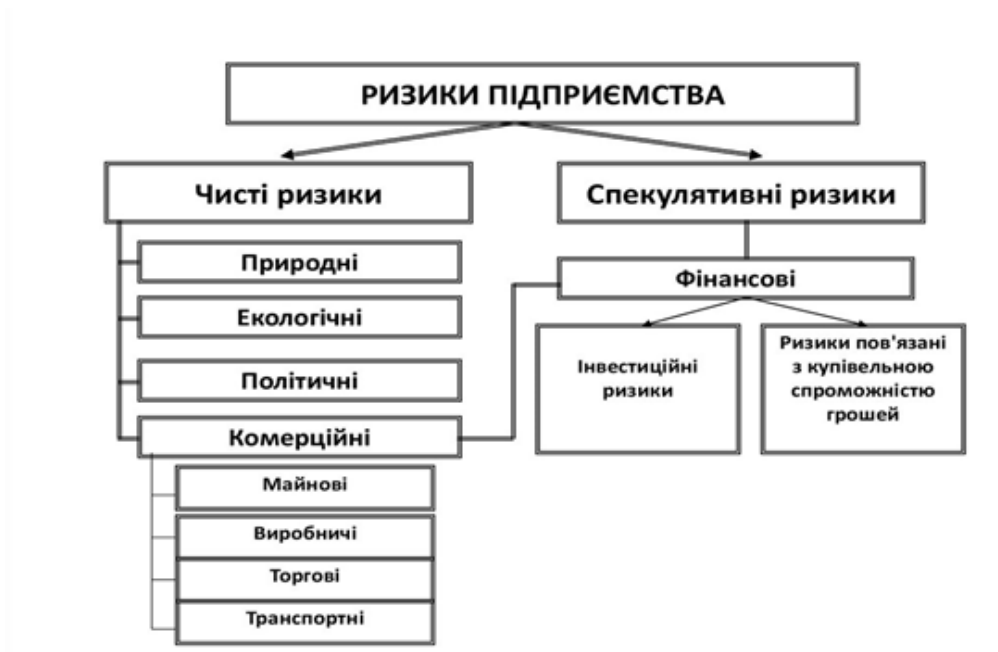 РИЗИКИ ПІДПРИЄМСТВА
Чисті ризики
Спекулятивні ризики
Природні
Фінансові
Екологічні
Інвестиційні
ризики
Ризики пов'язані
з купівельною
спроможністю
грошей
Політичні
Комерційні
Майнові
Виробничі
Торгові
Транспортні